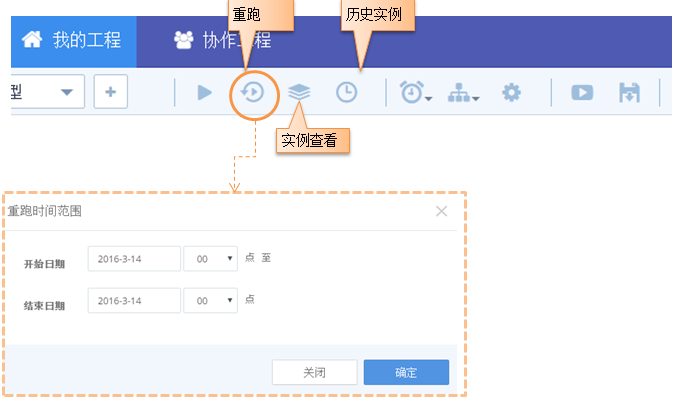 重跑
历史实例
我的工程
协作工程
型
+
实例查看
重跑时间范围
开始日期 2016-3-14 00 点 至
结束日期 2016-3-14 00 点
关闭 确定